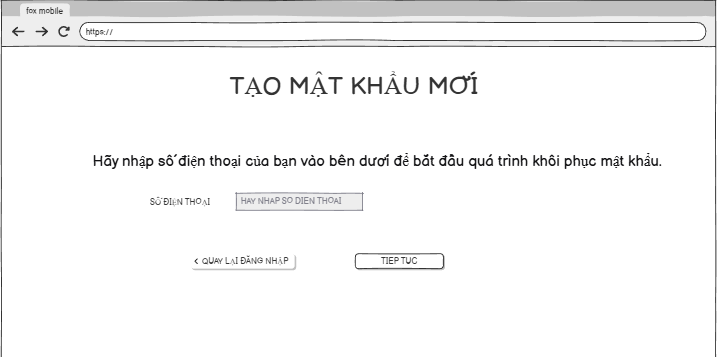 fox mobile
https://
TẠO MẬT KHẨU MỚI
Hãy nhập số điện thoại của bạn vào bên dưới để bắt đầu quá trình khôi phục mật khẩu.
SỐ ĐIỆN THOẠI HAY NHAP SO DIEN THOAI
< QUAY LẠI ĐĂNG NHẬP TIEP TUC